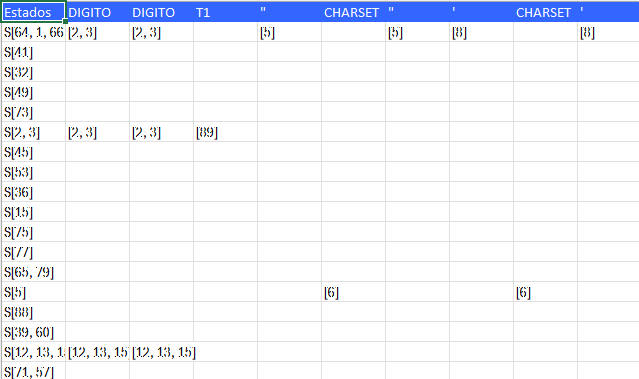 Estados DIGITO DIGITO T1 " CHARSET " ' CHARSET '
S[64, 1, 66 [2, 3] [2, 3] [5] [5] [8] [8]
S[41]
S[32]
S[49]
S[73]
S[2, 3] [2, 3] [2, 3] [89]
S[45]
S[53]
S[36]
S[15]
S[75]
S[77]
S[65, 79]
S[5] [6] [6]
S[88]
S[39, 60]
S[12, 13, 1 [12, 13, 15 [12, 13, 15]
S[71, 57]